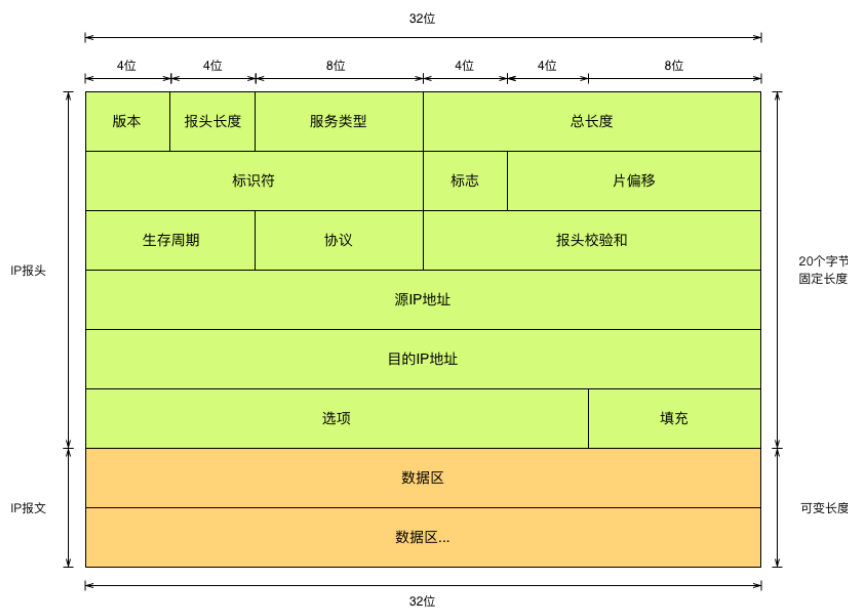 32位
4位 4位 8位 4位 4位 8位
版本 报头长度 服务类型 总长度
标识符 标志 片偏移
生存周期 协议 报头校验和
IP报头
源IP地址
20个字节
固定长度
目的IP地址
选项 填充
数据区
IP报文
可变长度
数据区...
32位